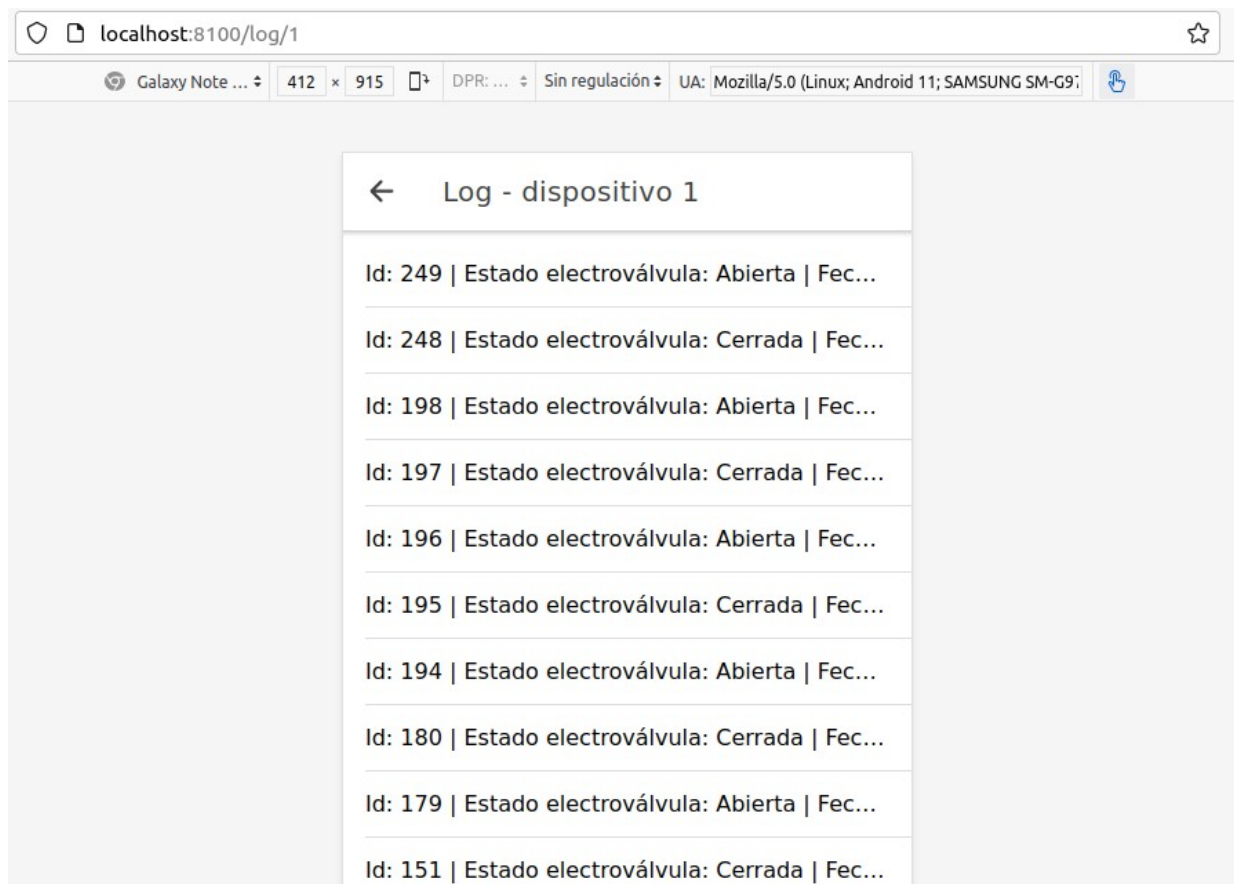 localhost:8100/log/1
Galaxy Note ... 412 × 915 DPR: ... Sin regulación UA: Mozilla/5.0 (Linux; Android 11; SAMSUNG SM-G97
Log - dispositivo 1
Id: 249 | Estado electroválvula: Abierta | Fec...
Id: 248 | Estado electroválvula: Cerrada | Fec...
Id: 198 | Estado electroválvula: Abierta | Fec...
Id: 197 | Estado electroválvula: Cerrada | Fec...
Id: 196 | Estado electroválvula: Abierta | Fec...
Id: 195 | Estado electroválvula: Cerrada | Fec...
Id: 194 | Estado electroválvula: Abierta | Fec...
Id: 180 | Estado electroválvula: Cerrada | Fec...
Id: 179 | Estado electroválvula: Abierta | Fec...
Id: 151 | Estado electroválvula: Cerrada | Fec...